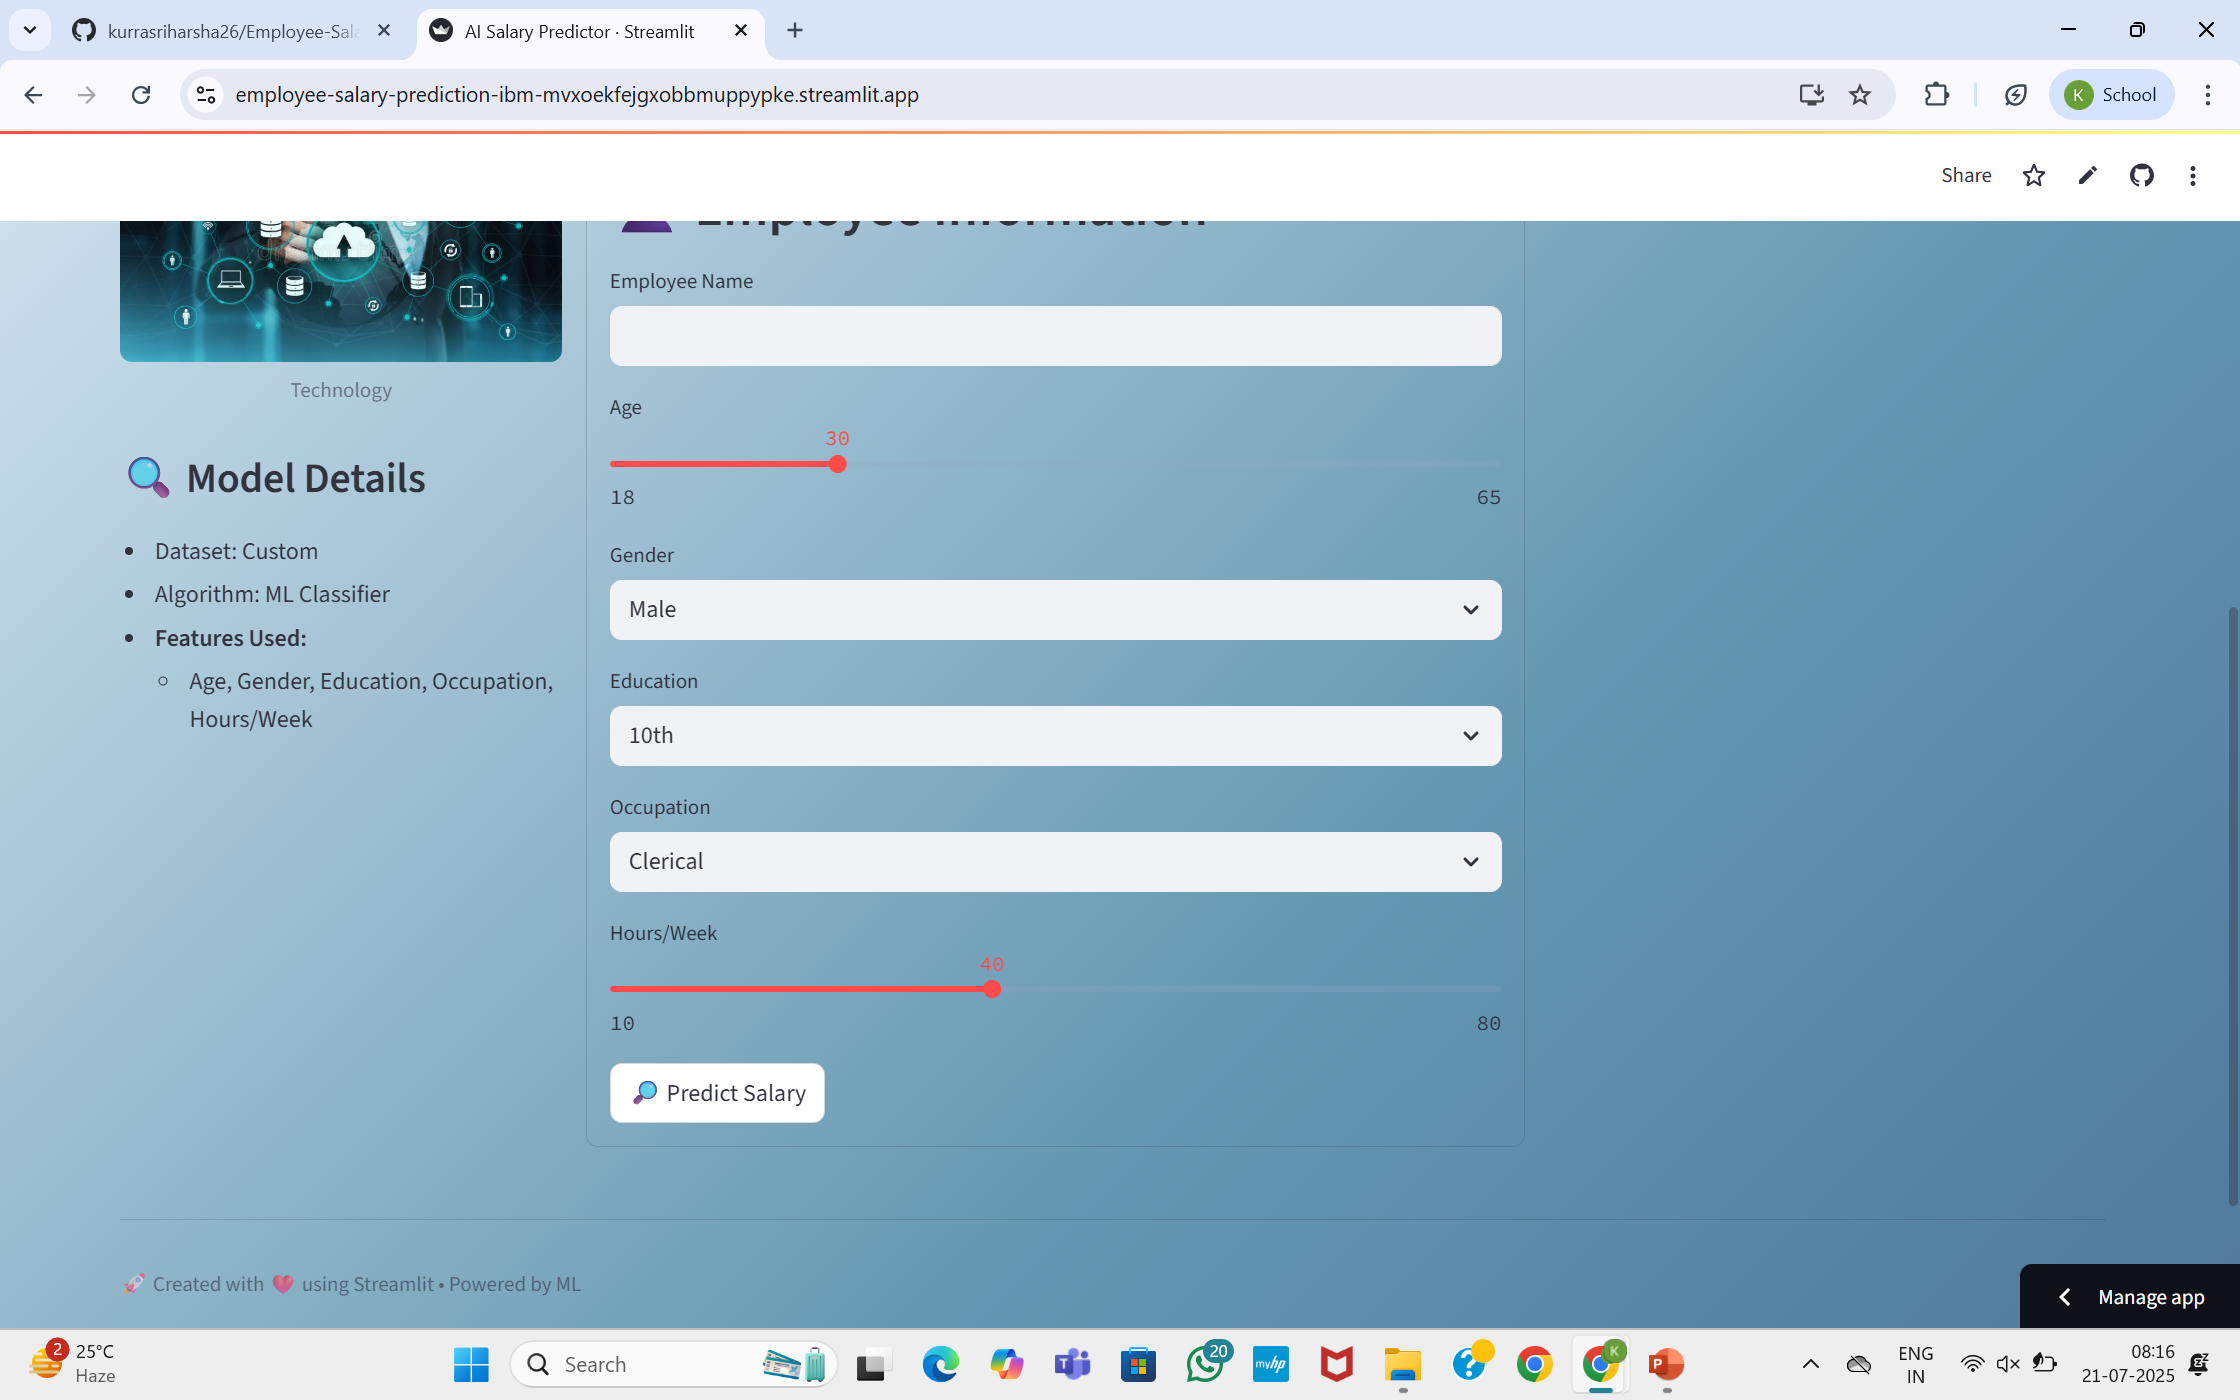 kurrasriharsha26/Employee-Sal
AI Salary Predictor · Streamlit
employee-salary-prediction-ibm-mvxoekfejgxobbmuppypke.streamlit.app
K
School
Share
Employee Information
Technology
Model Details
Dataset: Custom
Algorithm: ML Classifier
Features Used:
Age, Gender, Education, Occupation,
Hours/Week
Employee Name
Age
30
18
65
Gender
Male
Education
10th
Occupation
Clerical
Hours/Week
40
10
80
Predict Salary
🚀 Created with ❤️ using Streamlit • Powered by ML
Manage app
2
25°C
Haze
Search
T
20
myhp
?
K
P
ENG
IN
08:16
21-07-2025